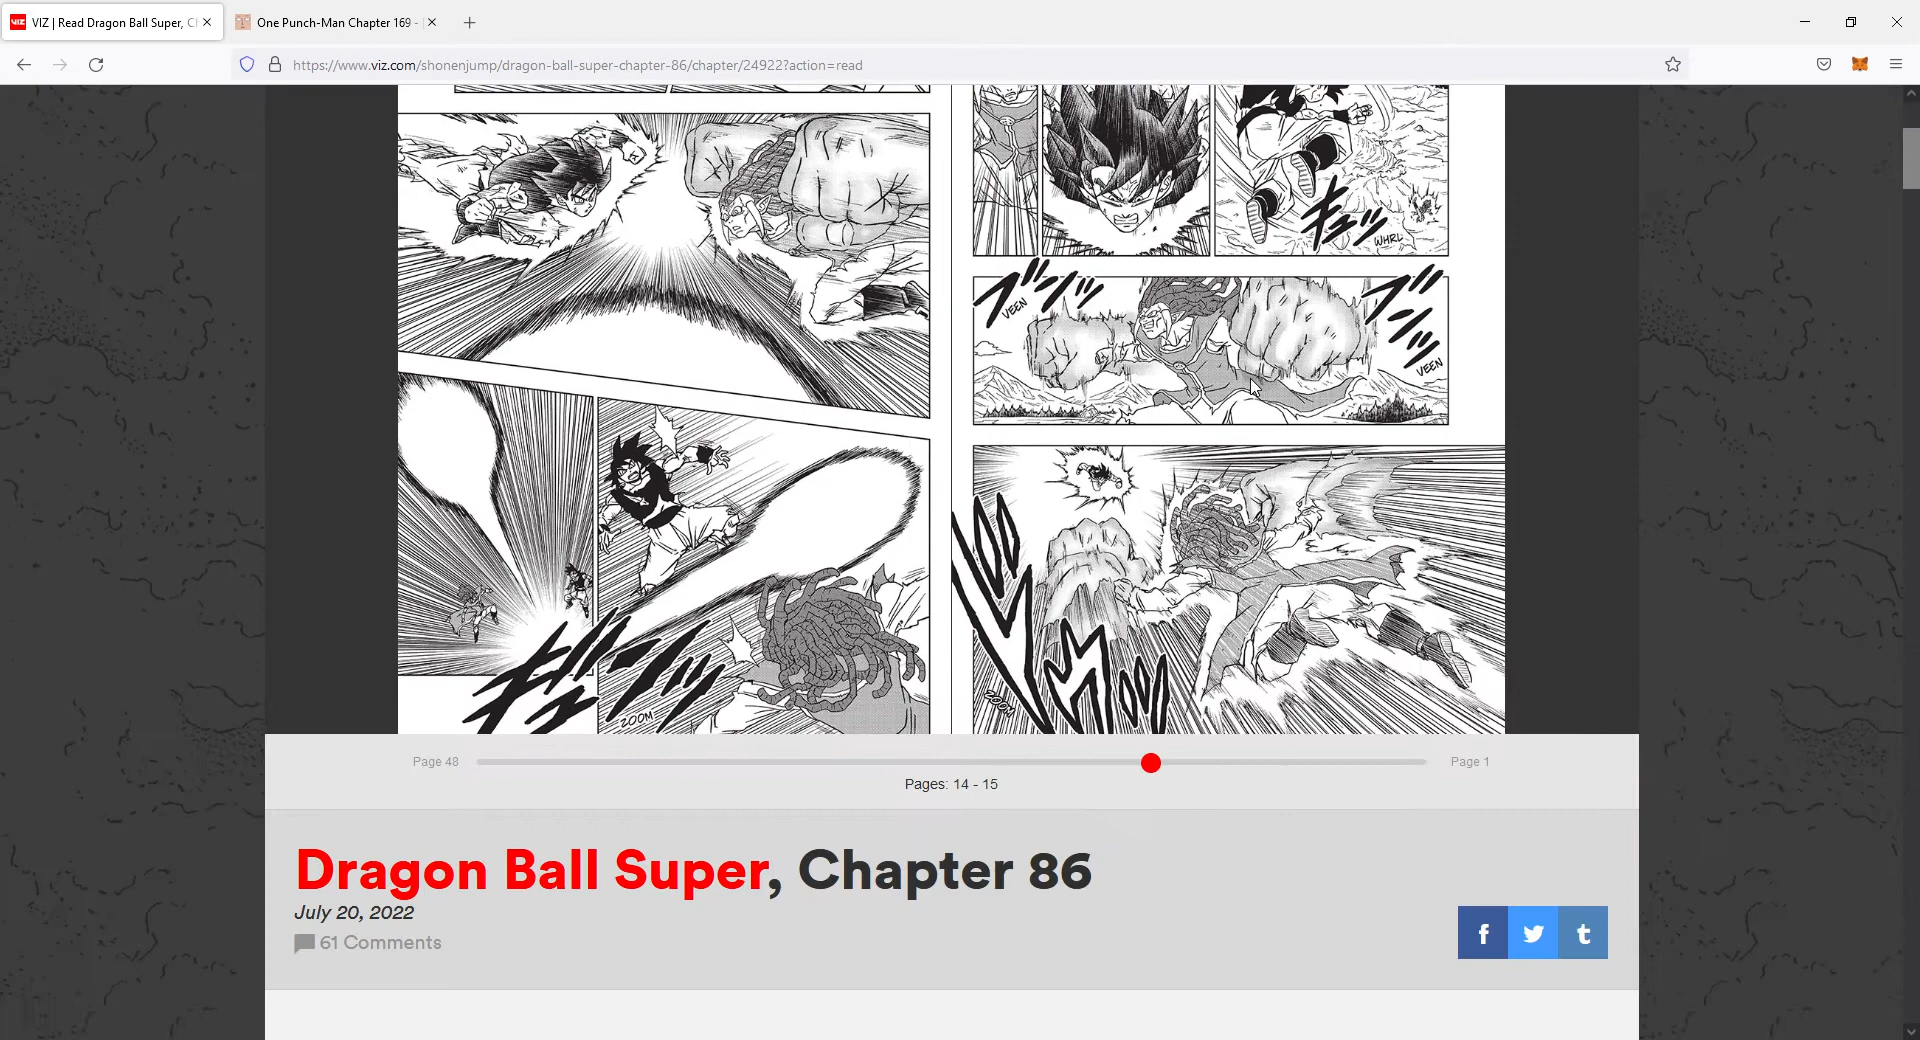 VIZ | Read Dragon Ball Super, Ch
One Punch-Man Chapter 169 -
https://www.viz.com/shonenjump/dragon-ball-super-chapter-86/chapter/24922?action=read
WHRL
VEEN
VEEN
ZOOM
ZOOM
Page 48
Page 1
Pages: 14 - 15
Dragon Ball Super, Chapter 86
July 20, 2022
61 Comments